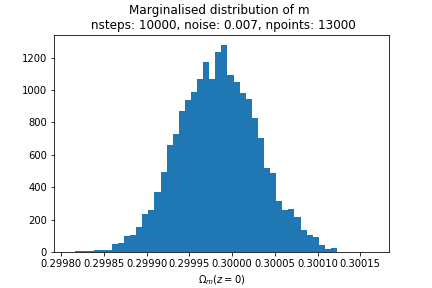 Marginalised distribution of m
nsteps: 10000, noise: 0.007, npoints: 13000
1200
1000
800
600
400
200
0
0.29980 0.29985 0.29990 0.29995 0.30000 0.30005 0.30010 0.30015
Ωm(z = 0)